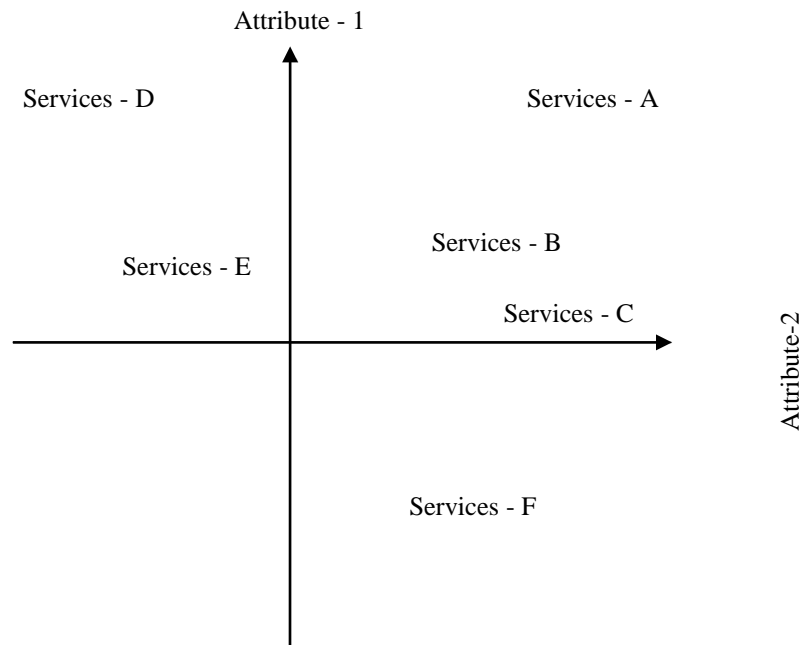 Attribute - 1
Services - D
Services - A
Services - B
Services - E
Services - C
Attribute-2
Services - F